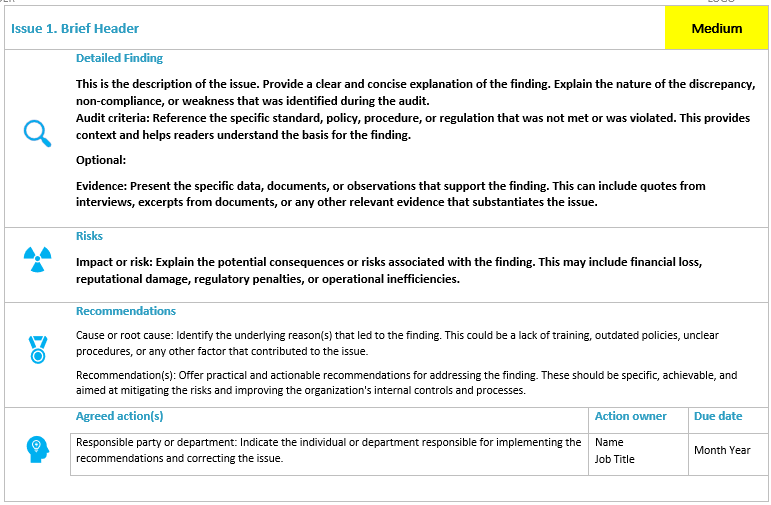 Issue 1. Brief Header
Medium
Detailed Finding
This is the description of the issue. Provide a clear and concise explanation of the finding. Explain the nature of the discrepancy,
non-compliance, or weakness that was identified during the audit.
Audit criteria: Reference the specific standard, policy, procedure, or regulation that was not met or was violated. This provides
context and helps readers understand the basis for the finding.
Optional:
Evidence: Present the specific data, documents, or observations that support the finding. This can include quotes from
interviews, excerpts from documents, or any other relevant evidence that substantiates the issue.
Risks
Impact or risk: Explain the potential consequences or risks associated with the finding. This may include financial loss,
reputational damage, regulatory penalties, or operational inefficiencies.
Recommendations
Cause or root cause: Identify the underlying reason(s) that led to the finding. This could be a lack of training, outdated policies, unclear
procedures, or any other factor that contributed to the issue.
Recommendation(s): Offer practical and actionable recommendations for addressing the finding. These should be specific, achievable, and
aimed at mitigating the risks and improving the organization's internal controls and processes.
Agreed action(s)
Action owner
Due date
Responsible party or department: Indicate the individual or department responsible for implementing the
recommendations and correcting the issue.
Name
Job Title
Month Year